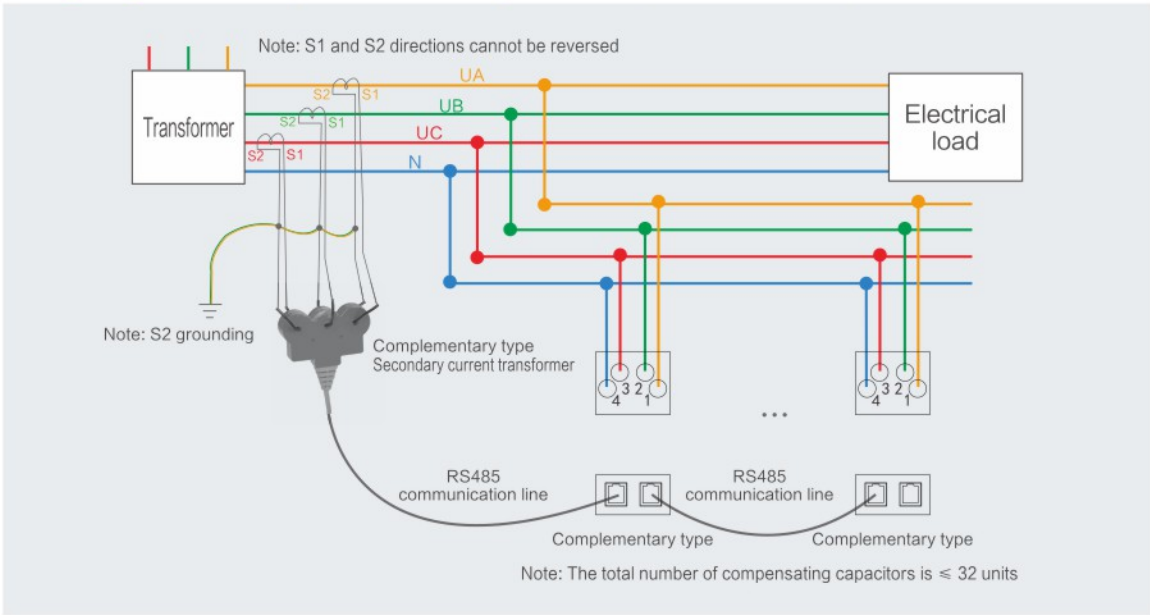 Note: S1 and S2 directions cannot be reversed
UA
S2 S1
UB
Transformer
S2 S1
Electrical
load
UC
S2 S1
N
Note: S2 grounding
Complementary type
Secondary current transformer
3 2
4 1
3 2
4 1
...
RS485
communication line
RS485
communication line
Complementary type
Complementary type
Note: The total number of compensating capacitors is ≤ 32 units